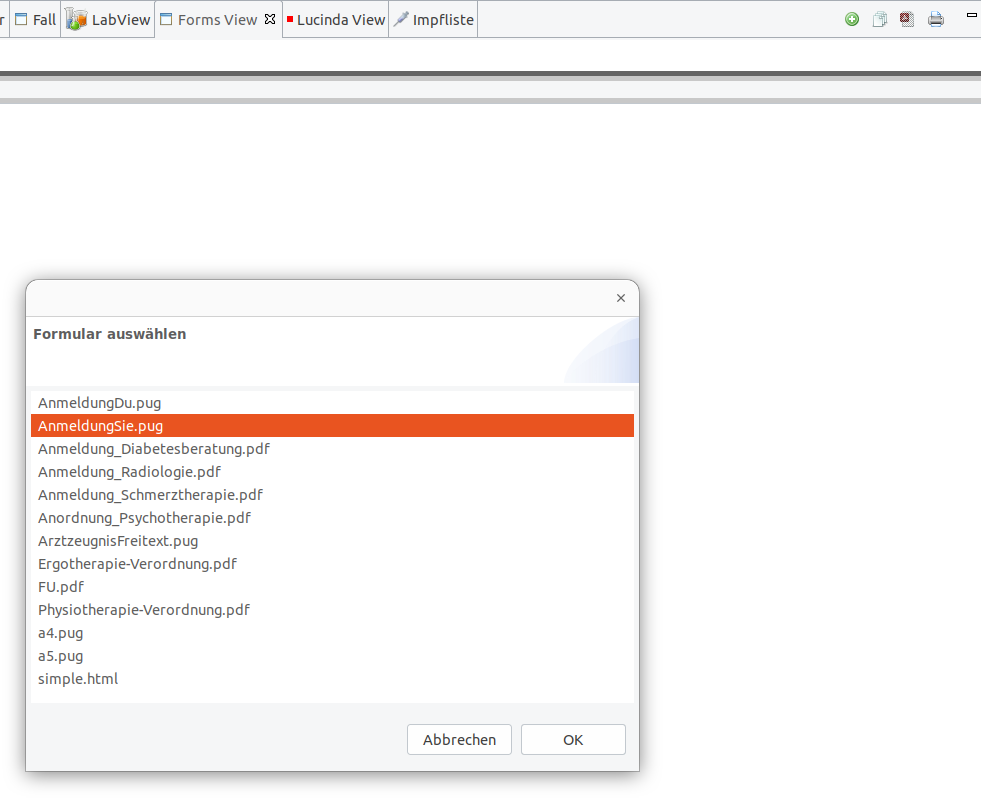 r Fall LabView Forms View Lucinda View Impfliste
Formular auswählen
AnmeldungDu.pug
AnmeldungSie.pug
Anmeldung_Diabetesberatung.pdf
Anmeldung_Radiologie.pdf
Anmeldung_Schmerztherapie.pdf
Anordnung_Psychotherapie.pdf
ArztzeugnisFreitext.pug
Ergotherapie-Verordnung.pdf
FU.pdf
Physiotherapie-Verordnung.pdf
a4.pug
a5.pug
simple.html
Abbrechen OK